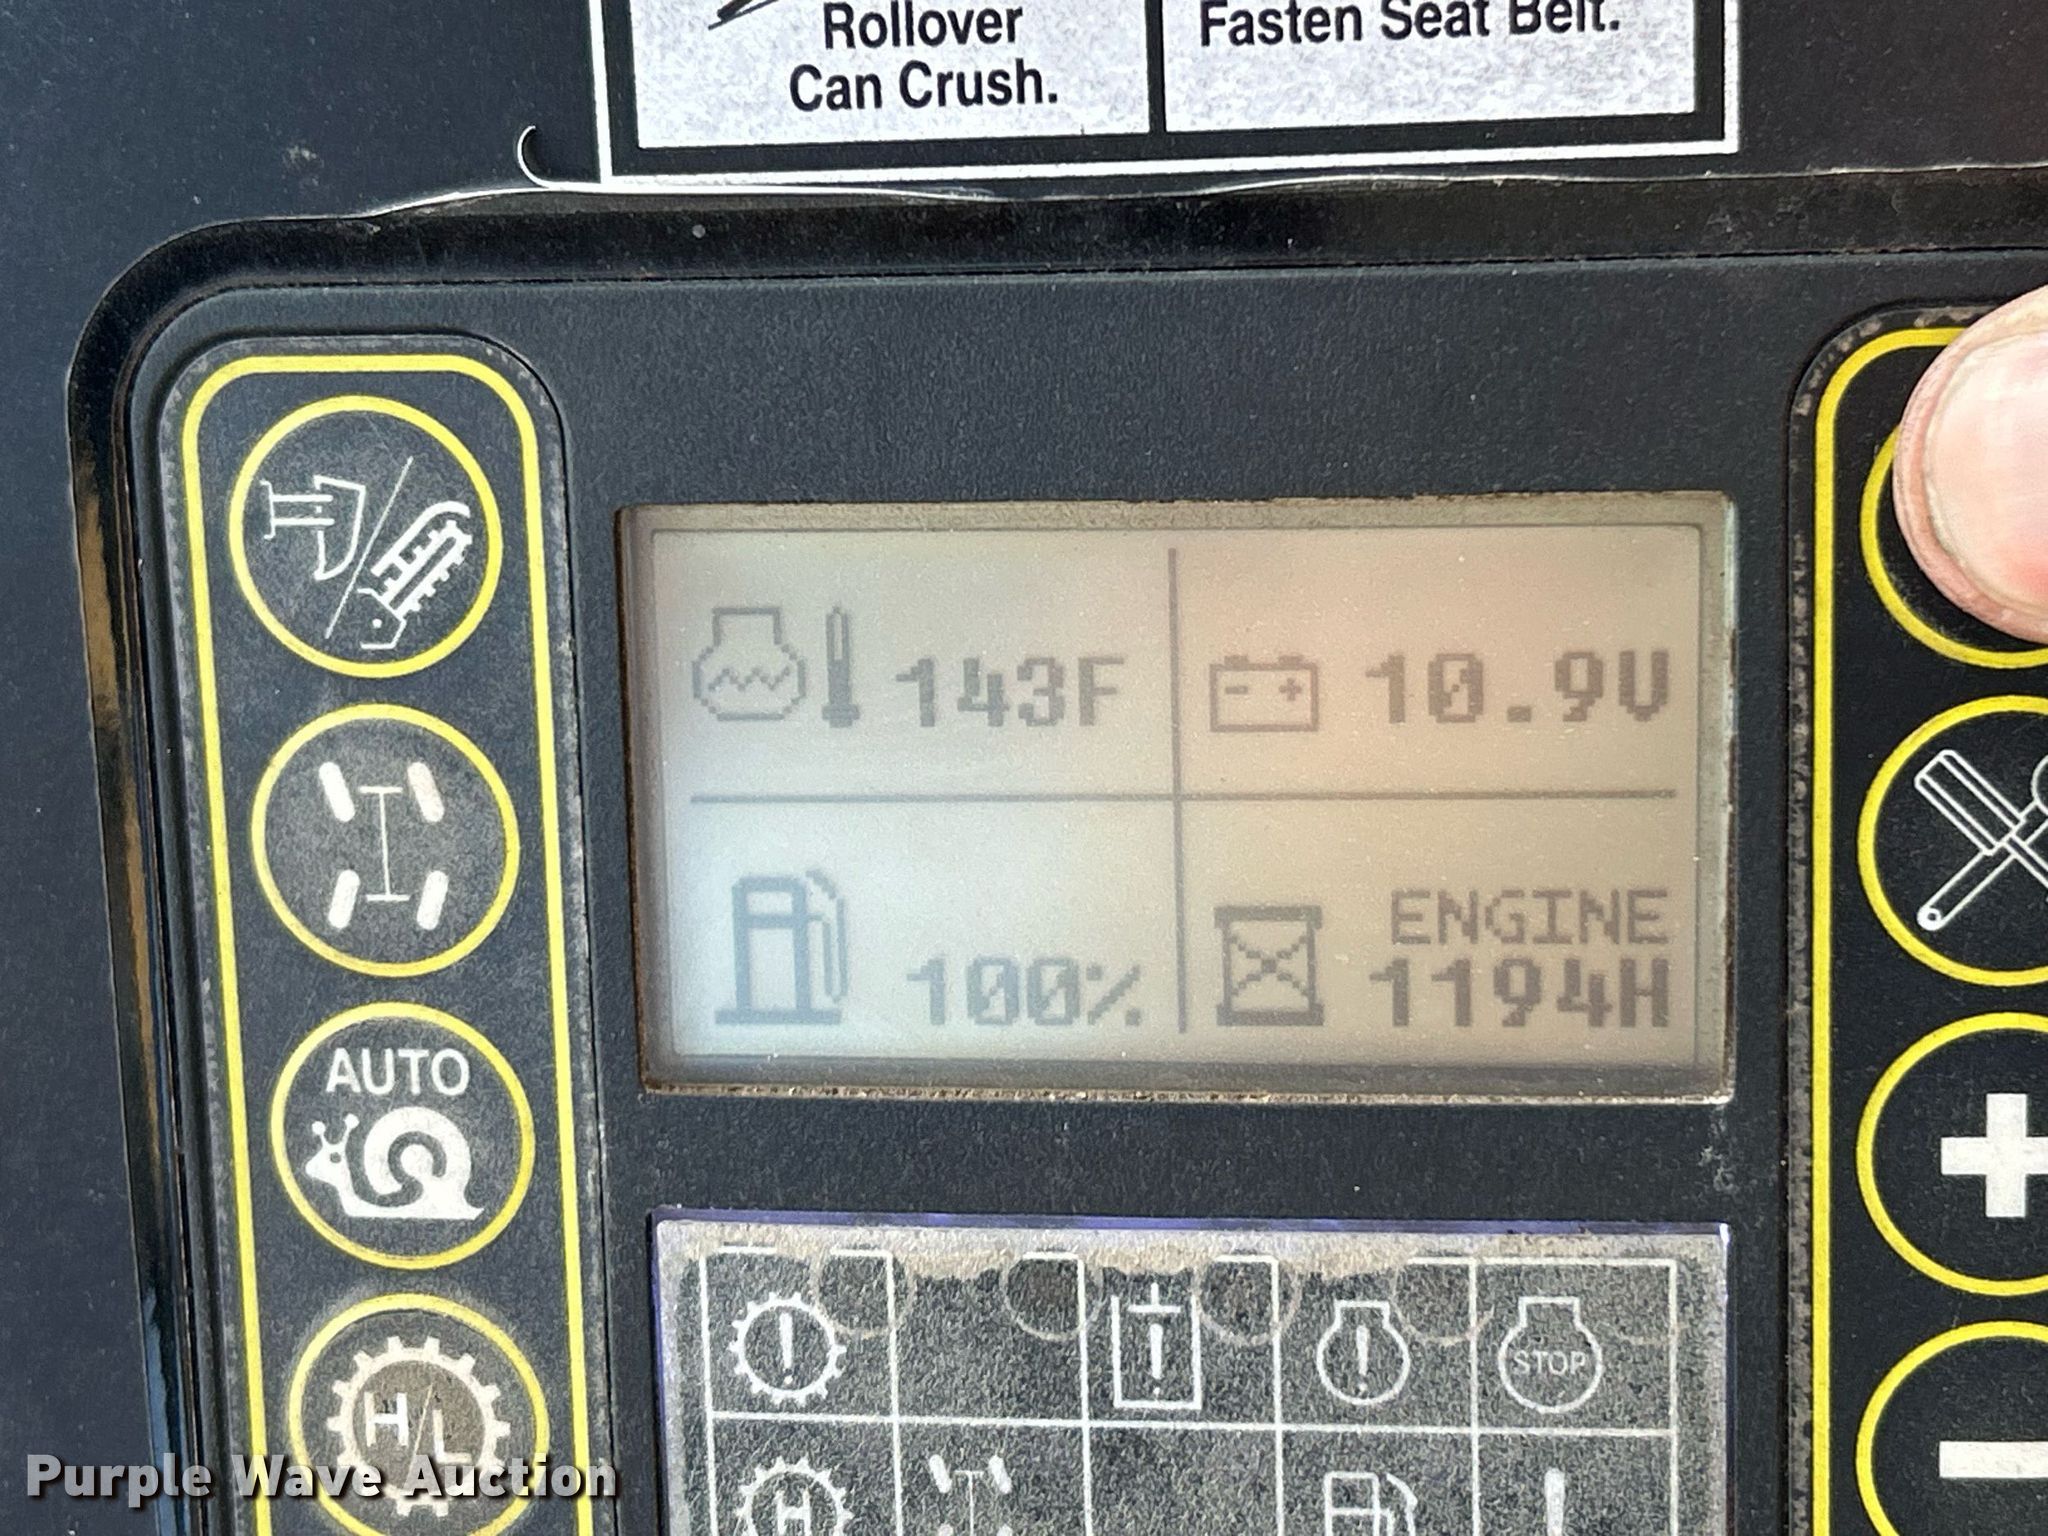 Rollover
Can Crush.
Fasten Seat Belt.
143F
10.9V
100%
ENGINE
1194H
AUTO
H/L
STOP
H
Purple Wave Auction